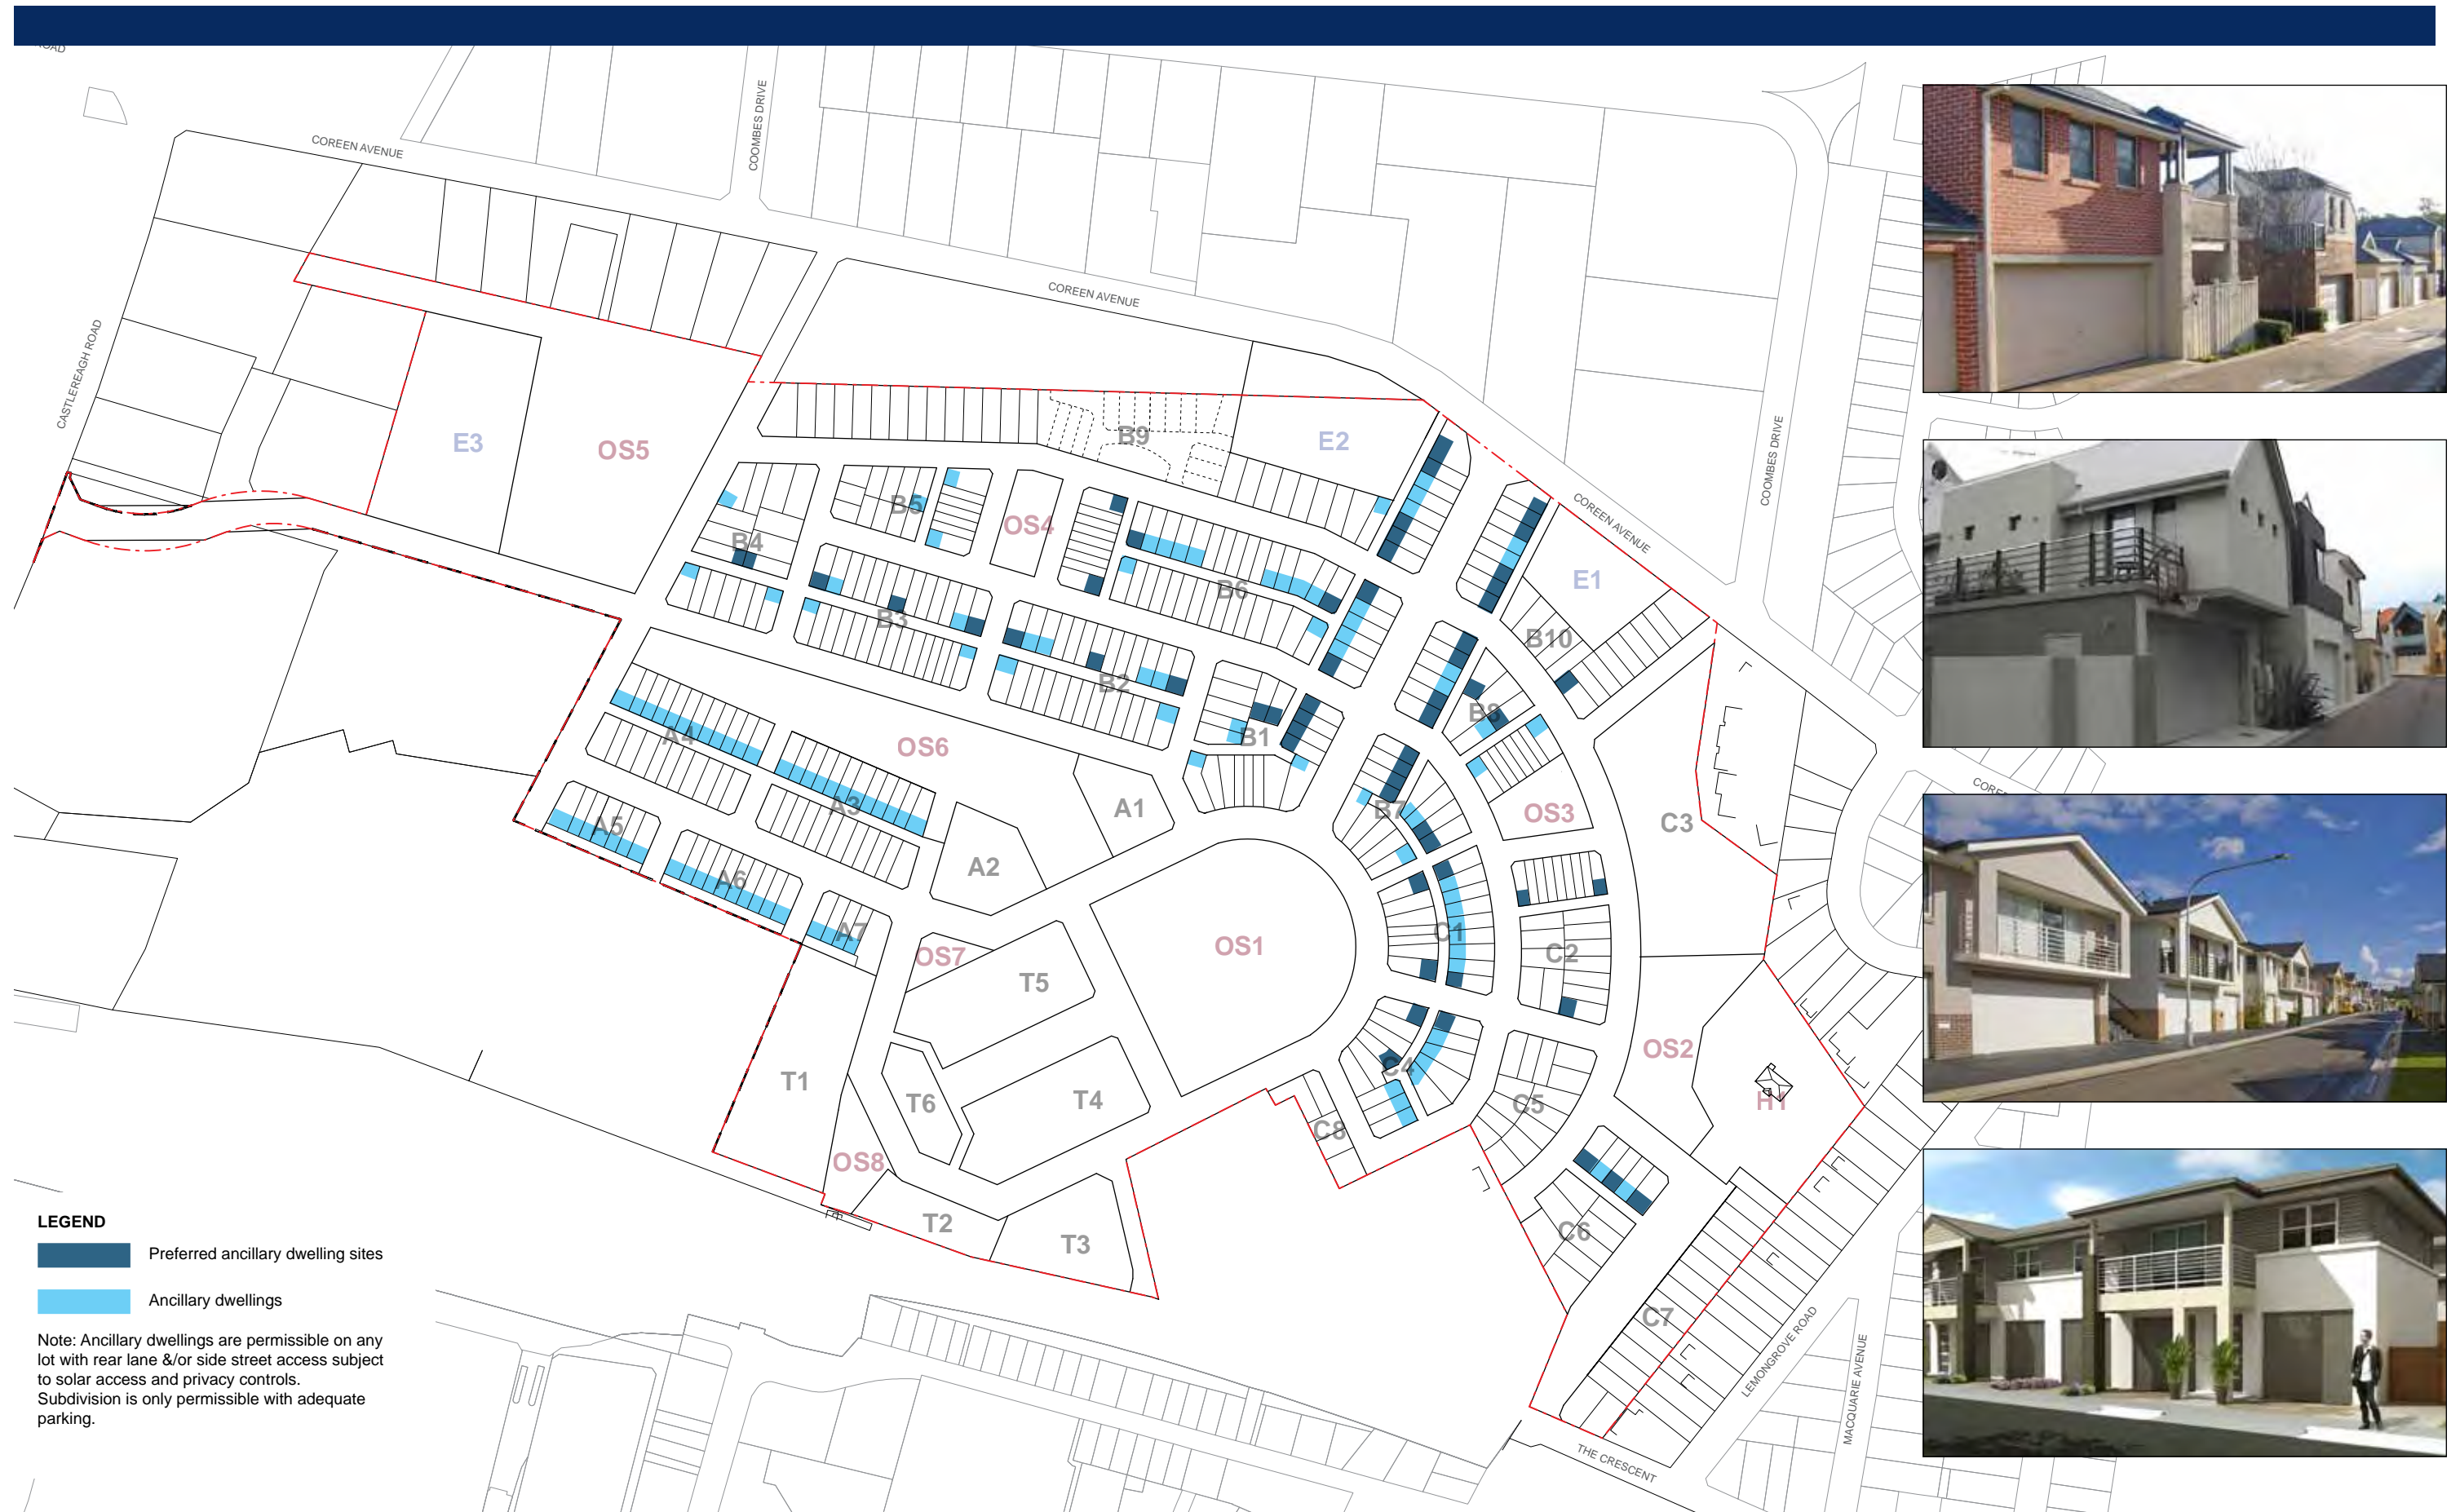 COREEN AVENUE
COOMBES DRIVE
COREEN AVENUE
CASTLEREAGH ROAD
COOMBES DRIVE
COREEN AVENUE
E3
OS5
B9
E2
B5
OS4
B4
E1
B6
B3
B10
B2
B8
A4
OS6
B1
A3
A1
B7
OS3
C3
A5
A2
A6
A7
C1
OS7
OS1
C2
T5
OS2
T1
C4
T6
T4
C5
H1
C8
OS8
T2
T3
C6
C7
LEMONGROVE ROAD
MACQUARIE AVENUE
THE CRESCENT
LEGEND
Preferred ancillary dwelling sites
Ancillary dwellings
Note: Ancillary dwellings are permissible on any
lot with rear lane &/or side street access subject
to solar access and privacy controls.
Subdivision is only permissible with adequate
parking.